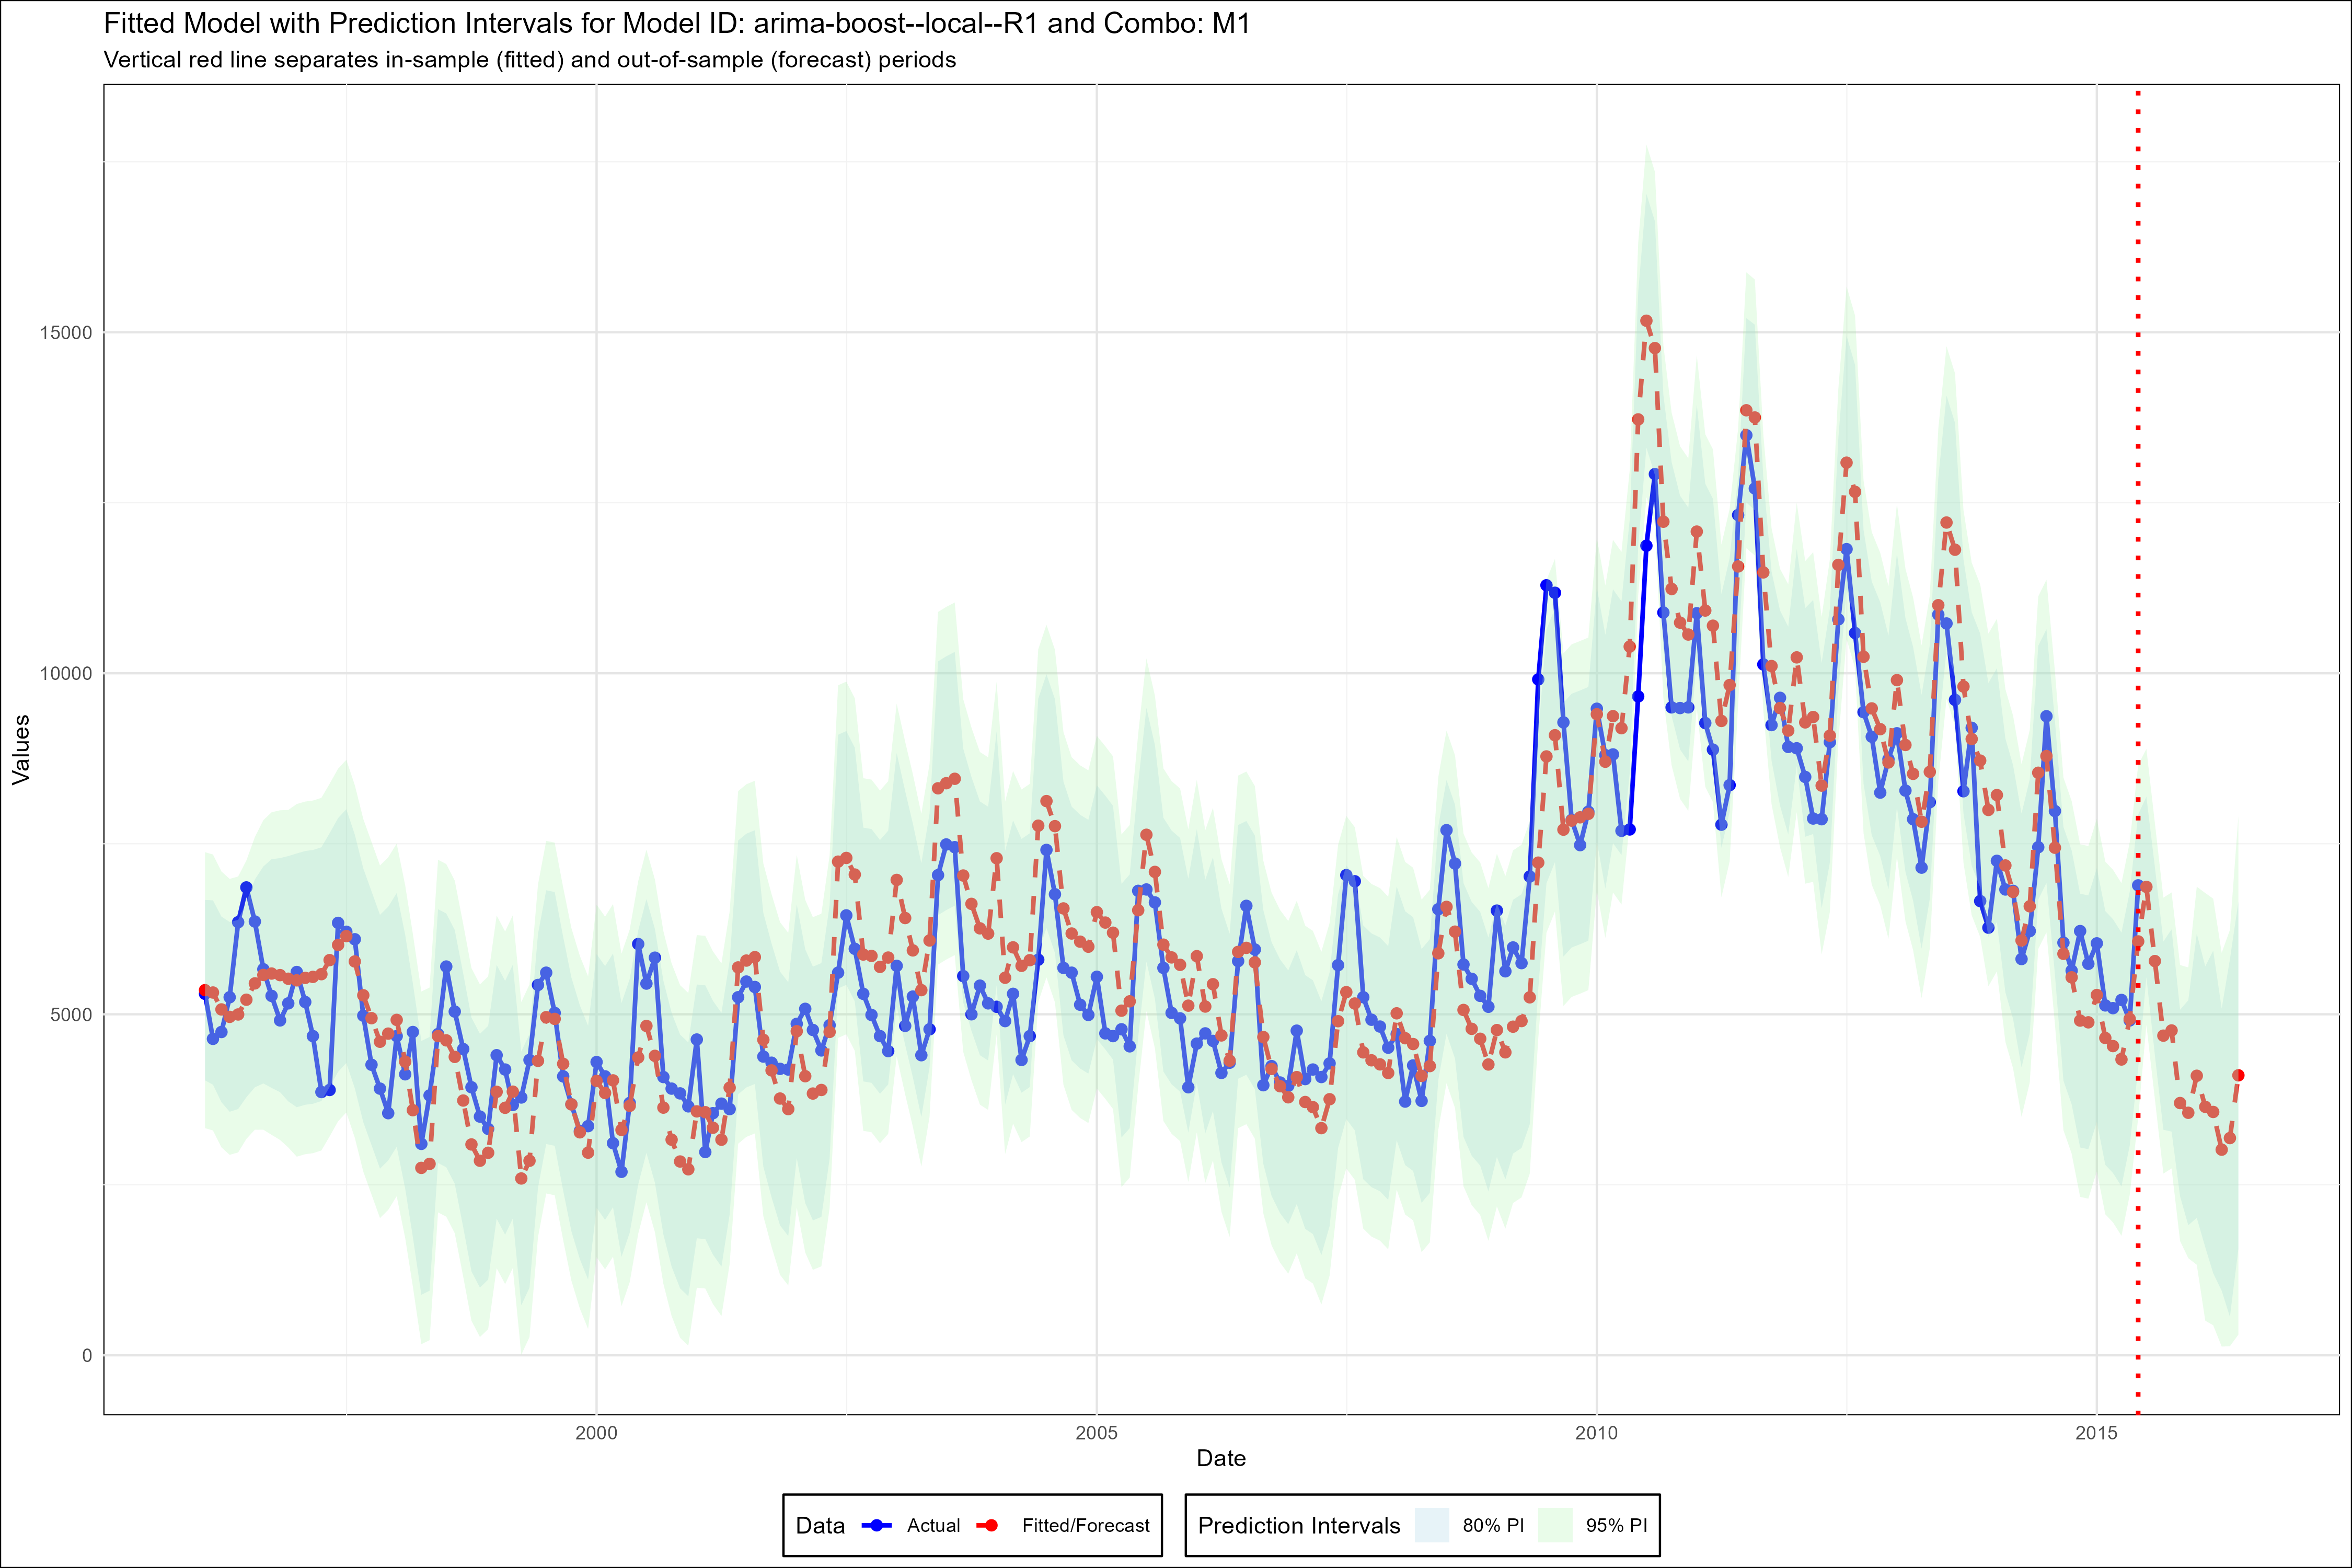 Fitted Model with Prediction Intervals for Model ID: arima-boost--local--R1 and Combo: M1
Vertical red line separates in-sample (fitted) and out-of-sample (forecast) periods
Values
15000
10000
5000
0
2000 2005 2010 2015
Date
Data Actual Fitted/Forecast Prediction Intervals 80% PI 95% PI